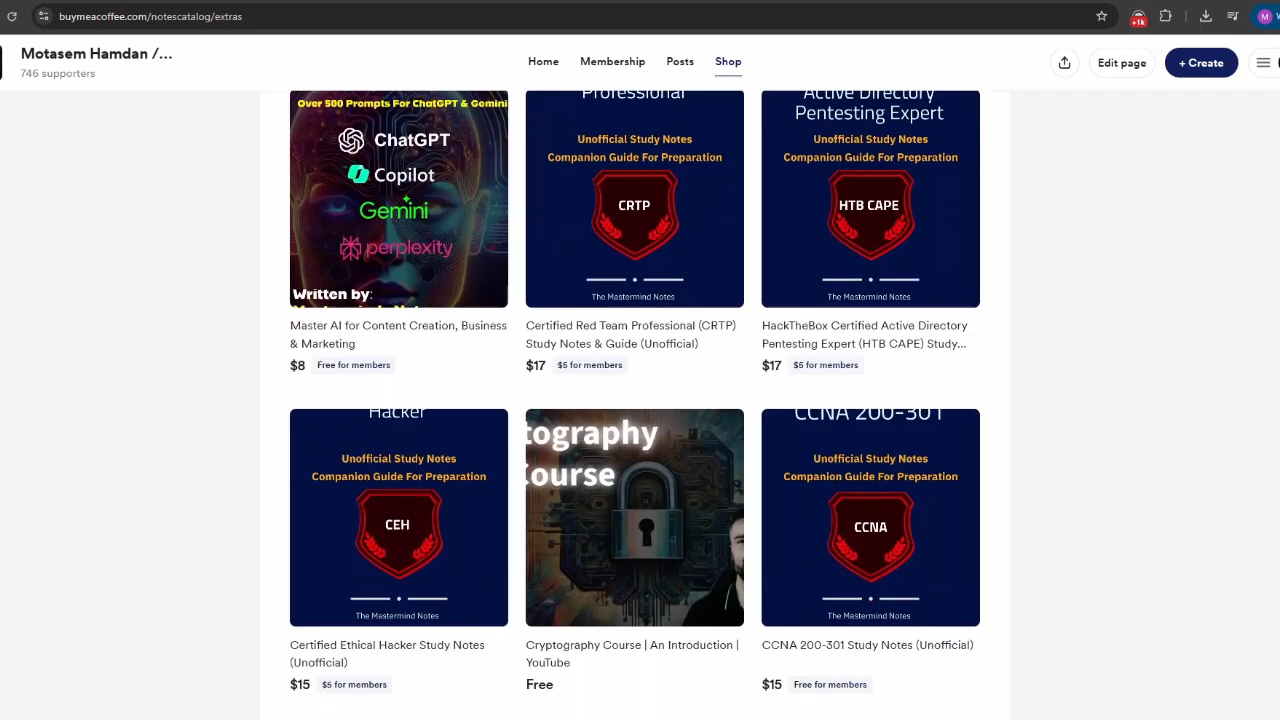 buymeacoffee.com/notescatalog/extras
+1k
M
Motasem Hamdan /...
746 supporters
Home
Membership
Posts
Shop
Edit page
+ Create
Over 500 Prompts For ChatGPT & Gemini
ChatGPT
Copilot
Gemini
perplexity
Written by:
Master AI for Content Creation, Business
& Marketing
$8
Free for members
Professional
Unofficial Study Notes
Companion Guide For Preparation
CRTP
The Mastermind Notes
Certified Red Team Professional (CRTP)
Study Notes & Guide (Unofficial)
$17
$5 for members
Active Directory
Pentesting Expert
Unofficial Study Notes
Companion Guide For Preparation
HTB CAPE
The Mastermind Notes
HackTheBox Certified Active Directory
Pentesting Expert (HTB CAPE) Study...
$17
$5 for members
Hacker
Unofficial Study Notes
Companion Guide For Preparation
CEH
The Mastermind Notes
Certified Ethical Hacker Study Notes
(Unofficial)
$15
$5 for members
tography
Course
Cryptography Course | An Introduction |
YouTube
Free
CCNA 200-301
Unofficial Study Notes
Companion Guide For Preparation
CCNA
The Mastermind Notes
CCNA 200-301 Study Notes (Unofficial)
$15
Free for members